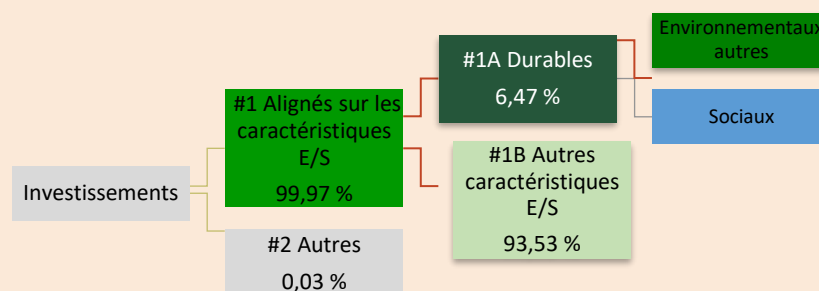 Investissements
#1 Alignés sur les
caractéristiques
E/S
99,97 %
#2 Autres
0,03 %
#1A Durables
6,47 %
#1B Autres
caractéristiques
E/S
93,53 %
Environnementaux
autres
Sociaux